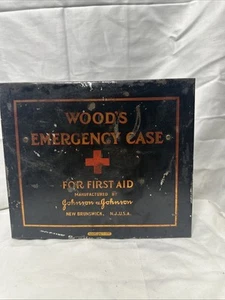 WOOD'S
EMERGENCY CASE
FOR FIRST AID
MANUFACTURED BY
Johnson & Johnson
NEW BRUNSWICK, N.J.U.S.A.